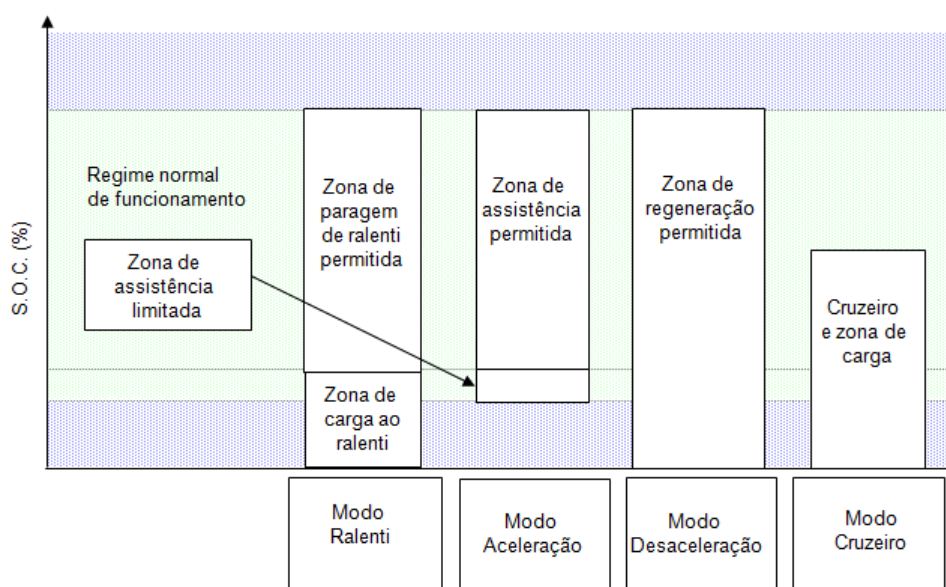 S.O.C. (%)
Regime normal
de funcionamento
Zona de
assistência
limitada
Zona de
paragem
de ralenti
permitida
Zona de
carga ao
ralenti
Zona de
assistência
permitida
Zona de
regeneração
permitida
Cruzeiro
e zona de
carga
Modo
Ralenti
Modo
Aceleração
Modo
Desaceleração
Modo
Cruzeiro